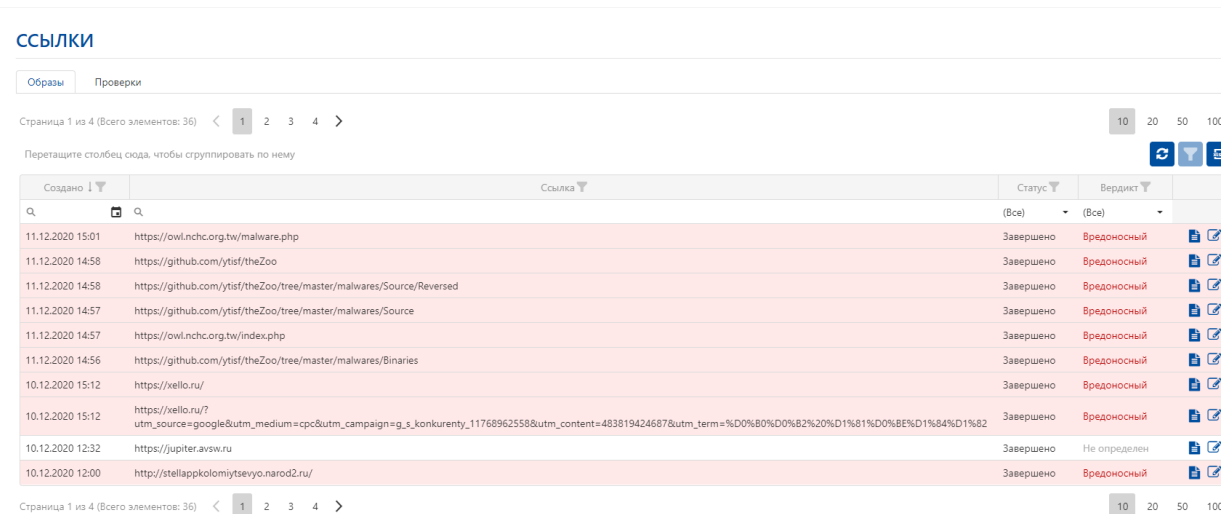 ССЫЛКИ
Образы Проверки
Страница 1 из 4 (Всего элементов: 36) 1 2 3 4 10 20 50 100
Перетащите столбец сюда, чтобы сгруппировать по нему
Создано Ссылка Статус Вердикт
(Все) (Все)
11.12.2020 15:01 https://owl.nchc.org.tw/malware.php Завершено Вредоносный
11.12.2020 14:58 https://github.com/ytisf/theZoo Завершено Вредоносный
11.12.2020 14:58 https://github.com/ytisf/theZoo/tree/master/malwares/Source/Reversed Завершено Вредоносный
11.12.2020 14:57 https://github.com/ytisf/theZoo/tree/master/malwares/Source Завершено Вредоносный
11.12.2020 14:57 https://owl.nchc.org.tw/index.php Завершено Вредоносный
11.12.2020 14:56 https://github.com/ytisf/theZoo/tree/master/malwares/Binaries Завершено Вредоносный
10.12.2020 15:12 https://xello.ru/ Завершено Вредоносный
10.12.2020 15:12 https://xello.ru/?
utm_source=google&utm_medium=cpc&utm_campaign=g_s_konkurenty_11768962558&utm_content=483819424687&utm_term=%D0%B0%D0%B2%20%D1%81%D0%BE%D1%84%D1%82 Завершено Вредоносный
10.12.2020 12:32 https://jupiter.avsw.ru Завершено Не определен
10.12.2020 12:00 http://stellappkolomiytsevyo.narod2.ru/ Завершено Вредоносный
Страница 1 из 4 (Всего элементов: 36) 1 2 3 4 10 20 50 100